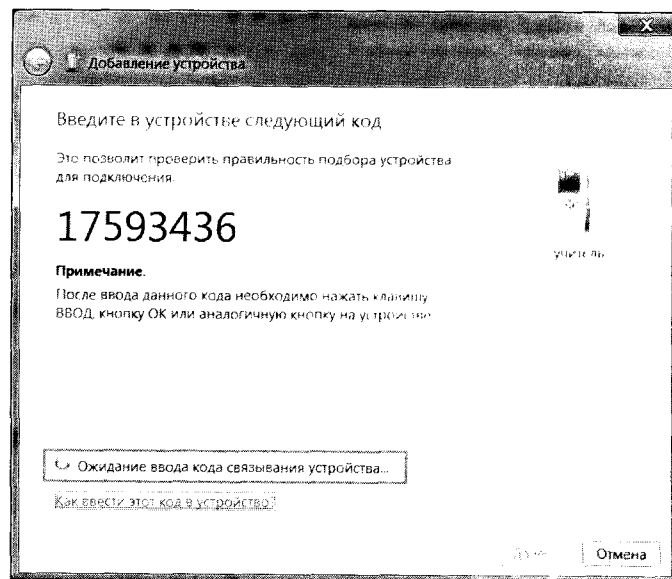 Добавление устройства
Введите в устройстве следующий код
Это позволит проверить правильность подбора устройства
для подключения.
17593436
учитель
Примечание.
После ввода данного кода необходимо нажать клавишу
ВВОД, кнопку ОК или аналогичную кнопку на устройстве
Ожидание ввода кода связывания устройства...
Как ввести этот код в устройство?
Далее
Отмена